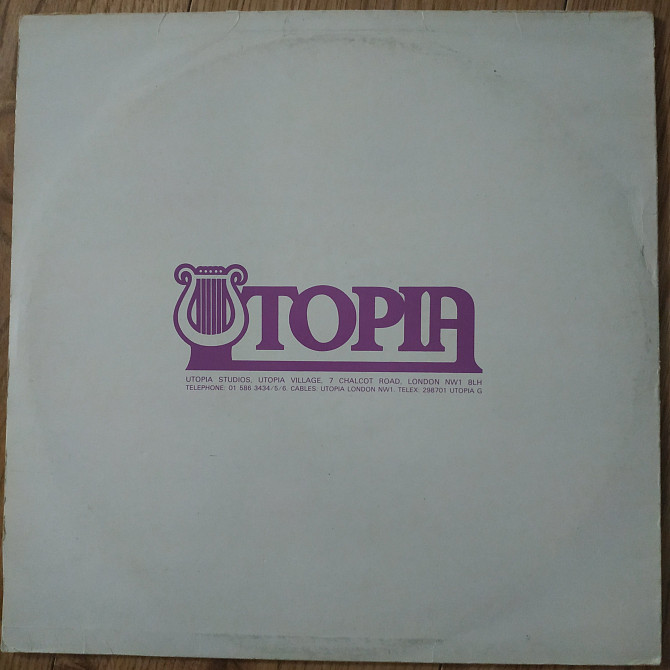 UTOPIA
UTOPIA STUDIOS, UTOPIA VILLAGE, 7 CHALCOT ROAD, LONDON NW1 8LH
TELEPHONE: 01 586 3434/5/6. CABLES: UTOPIA LONDON NW1. TELEX: 298701 UTOPIA G